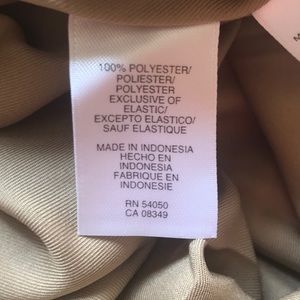 100% POLYESTER/
POLIESTER/
POLYESTER
EXCLUSIVE OF
ELASTIC/
EXCEPTO ELASTICO/
SAUF ELASTIQUE
MADE IN INDONESIA
HECHO EN
INDONESIA
FABRIQUE EN
INDONESIE
RN 54050
CA 08349